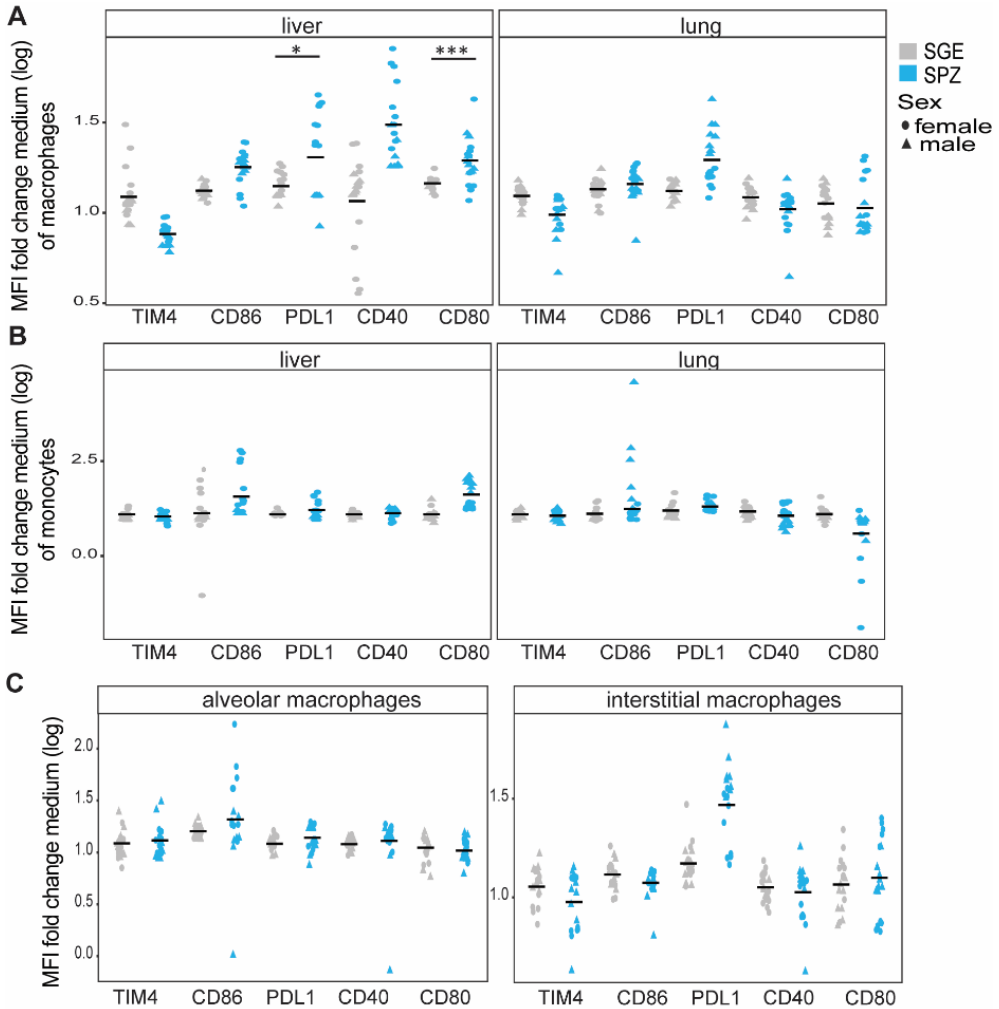 A
liver
lung
MFI fold change medium (log)
of macrophages
1.5
1.0
0.5
*
***
TIM4 CD86 PDL1 CD40 CD80
TIM4 CD86 PDL1 CD40 CD80
SGE
SPZ
Sex
female
male
B
liver
lung
MFI fold change medium (log)
of monocytes
2.5
0.0
TIM4 CD86 PDL1 CD40 CD80
TIM4 CD86 PDL1 CD40 CD80
C
alveolar macrophages
interstitial macrophages
MFI fold change medium (log)
2.0
1.5
1.0
0.5
0.0
1.5
1.0
TIM4 CD86 PDL1 CD40 CD80
TIM4 CD86 PDL1 CD40 CD80